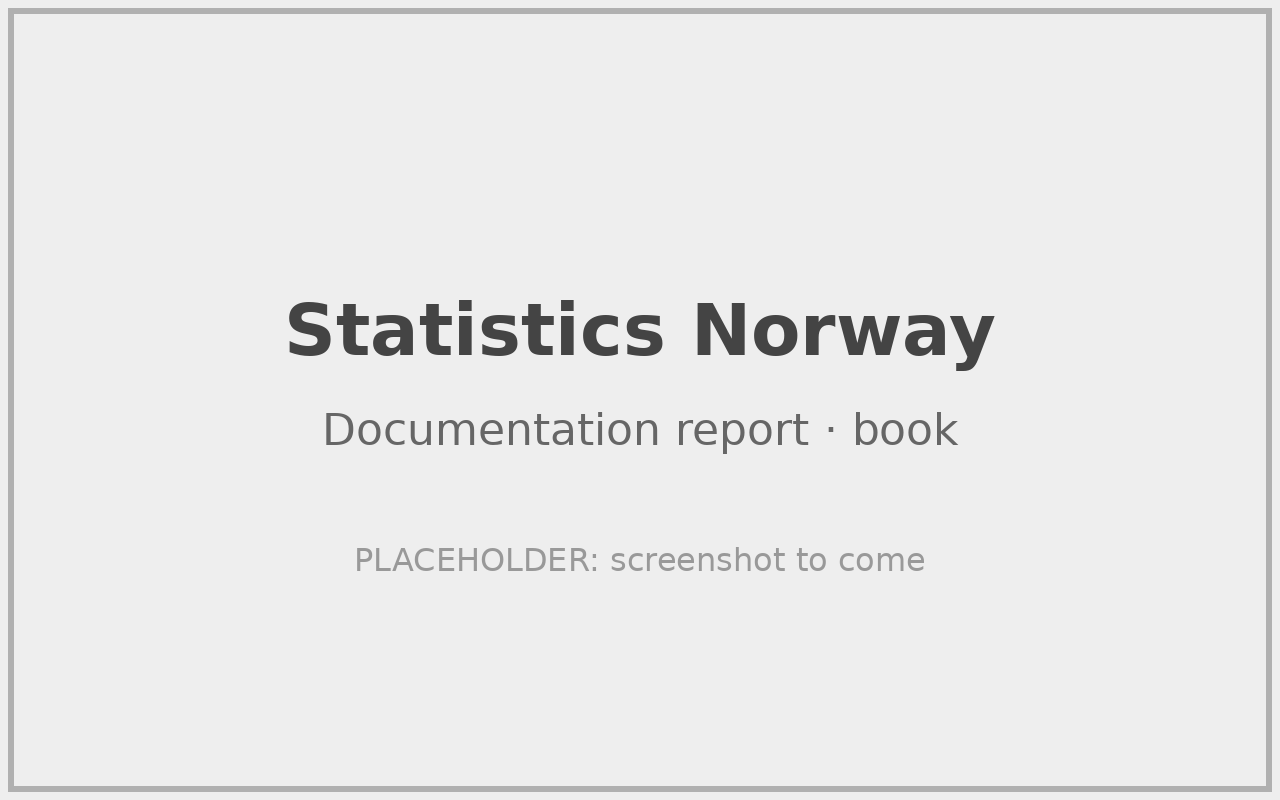 Statistics Norway
Documentation report · book
PLACEHOLDER: screenshot to come